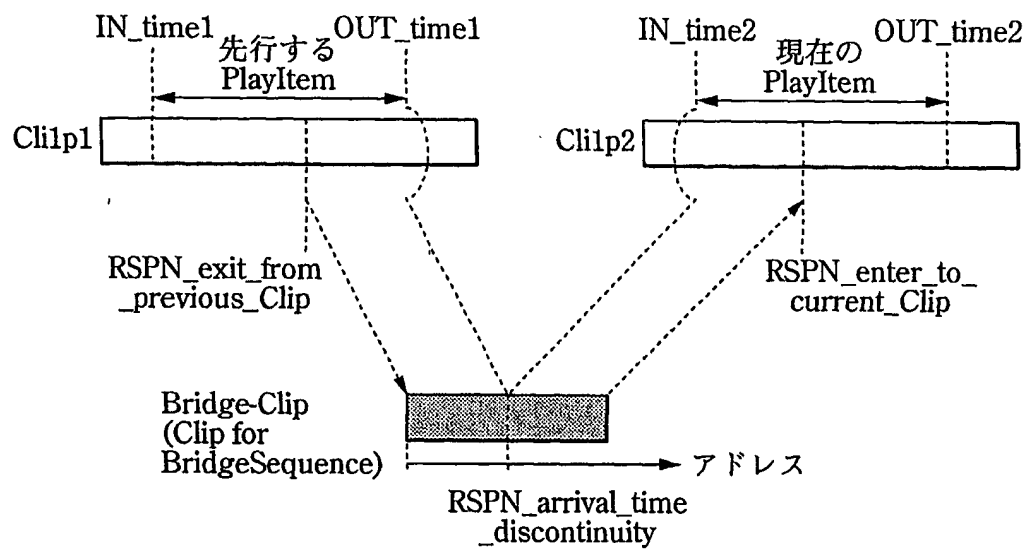 IN_time1
先行する
PlayItem
OUT_time1
IN_time2
現在の
PlayItem
OUT_time2
Cli1p1
Cli1p2
RSPN_exit_from
_previous_Clip
RSPN_enter_to_
current_Clip
Bridge-Clip
(Clip for
BridgeSequence)
アドレス
RSPN_arrival_time
_discontinuity